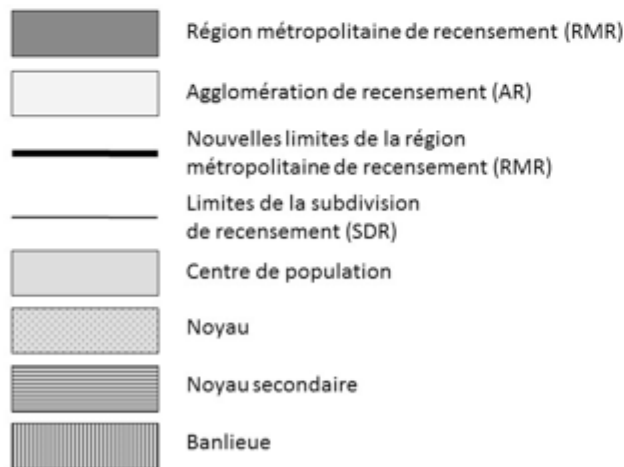 Région métropolitaine de recensement (RMR)
Agglomération de recensement (AR)
Nouvelles limites de la région
métropolitaine de recensement (RMR)
Limites de la subdivision
de recensement (SDR)
Centre de population
Noyau
Noyau secondaire
Banlieue